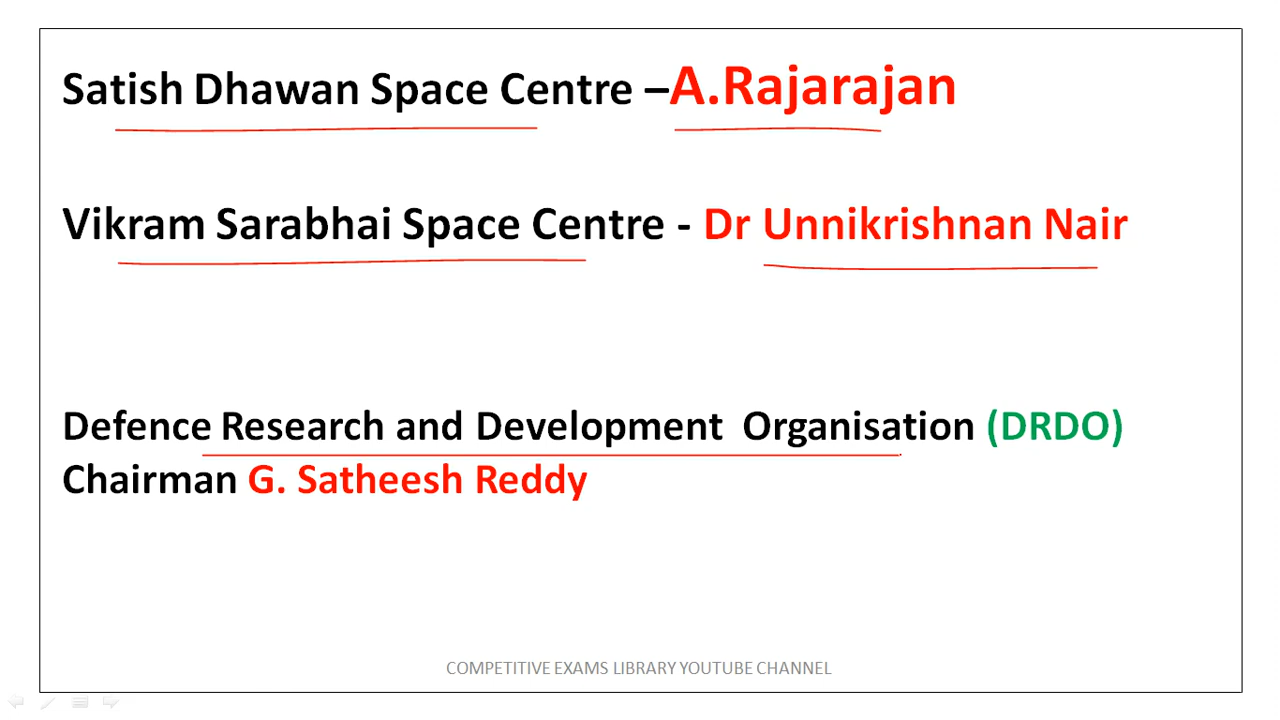 Satish Dhawan Space Centre –A.Rajarajan
Vikram Sarabhai Space Centre - Dr Unnikrishnan Nair
Defence Research and Development  Organisation (DRDO)
Chairman G. Satheesh Reddy
COMPETITIVE EXAMS LIBRARY YOUTUBE CHANNEL